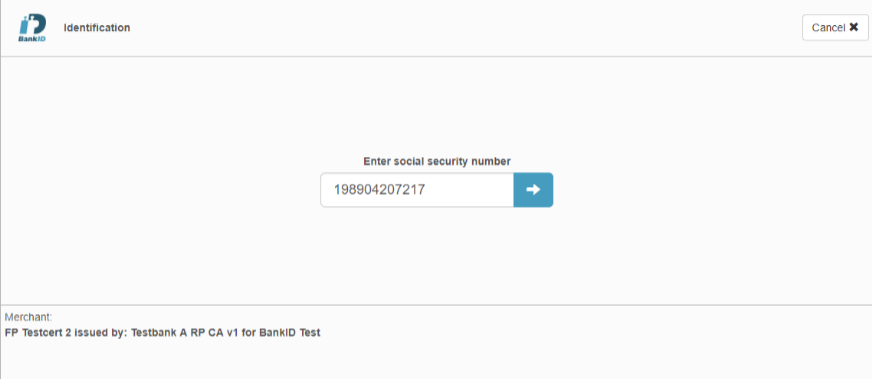 BankID
Identification
Cancel ✖
Enter social security number
198904207217
Merchant:
FP Testcert 2 issued by: Testbank A RP CA v1 for BankID Test